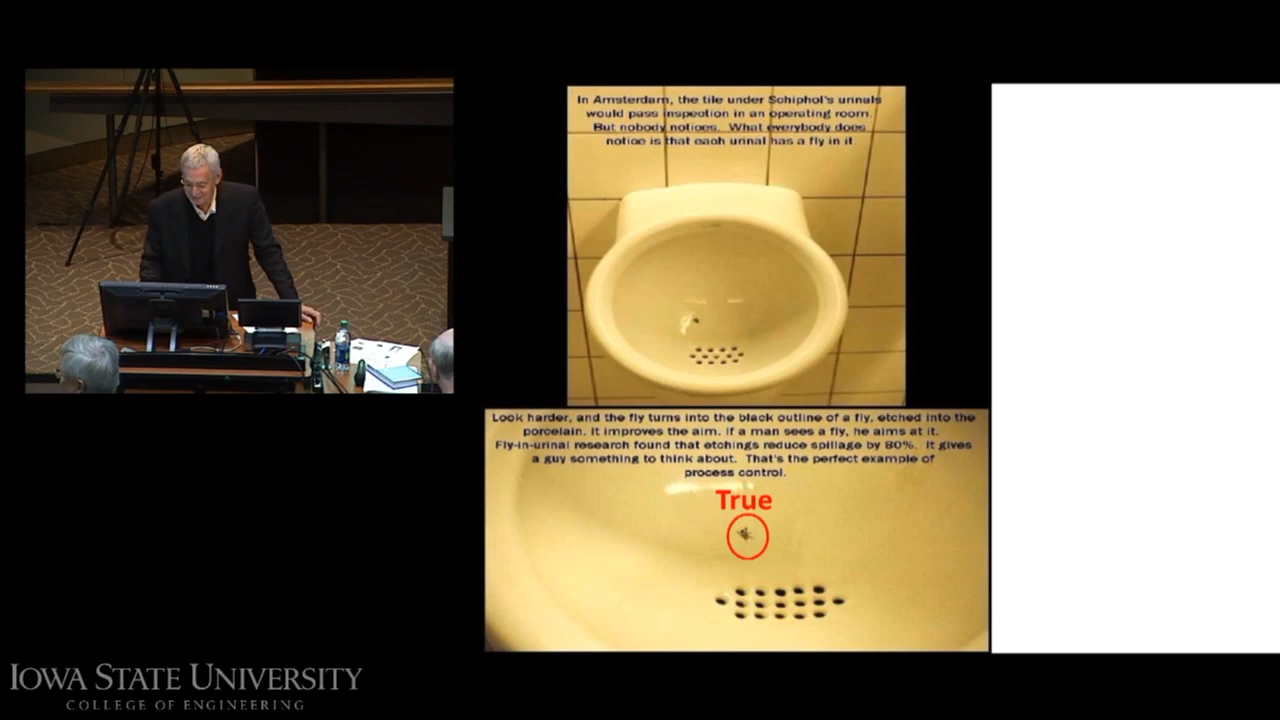 In Amsterdam, the tile under Schiphol's urinals
would pass inspection in an operating room.
But nobody notices. What everybody does
notice is that each urinal has a fly in it
Look harder, and the fly turns into the black outline of a fly, etched into the
porcelain. It improves the aim. If a man sees a fly, he aims at it.
Fly-in-urinal research found that etchings reduce spillage by 80%. It gives
a guy something to think about. That's the perfect example of
process control.
True
IOWA STATE UNIVERSITY
COLLEGE OF ENGINEERING